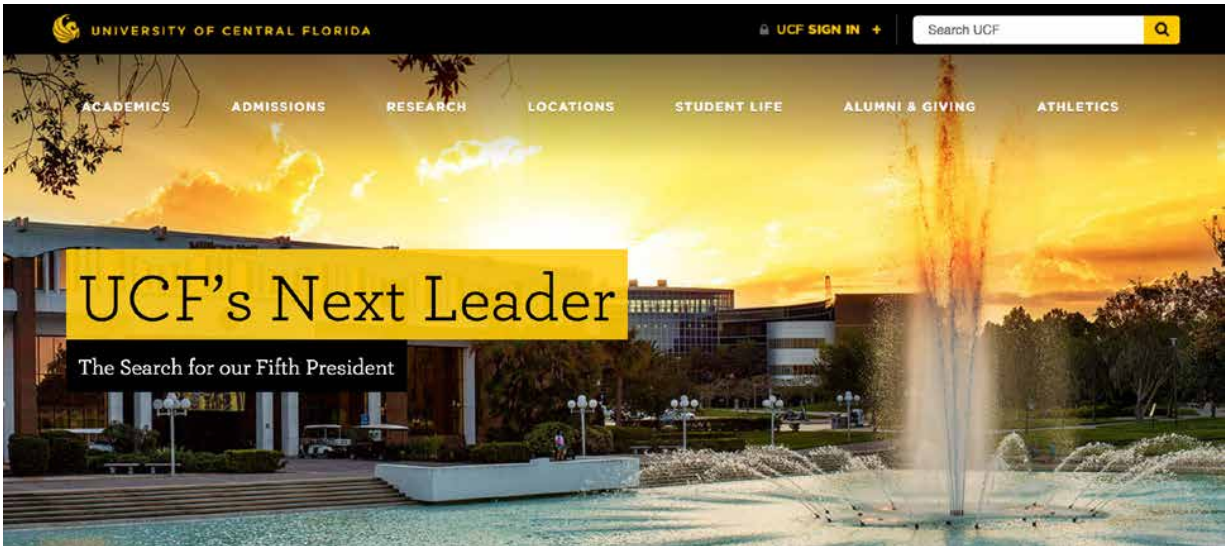 UNIVERSITY OF CENTRAL FLORIDA
UCF SIGN IN +
Search UCF
ACADEMICS
ADMISSIONS
RESEARCH
LOCATIONS
STUDENT LIFE
ALUMNI & GIVING
ATHLETICS
UCF's Next Leader
The Search for our Fifth President